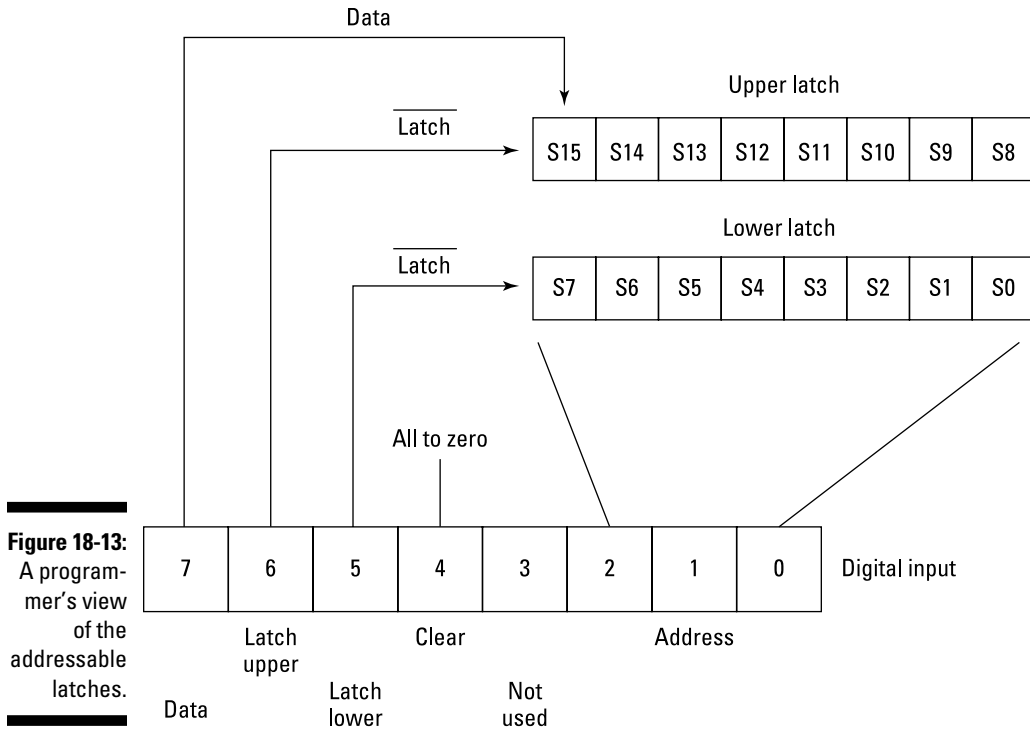 Data
Upper latch
Latch
S15 S14 S13 S12 S11 S10 S9 S8
Lower latch
Latch
S7 S6 S5 S4 S3 S2 S1 S0
All to zero
Figure 18-13:
A program-
mer's view
of the
addressable
latches.
7 6 5 4 3 2 1 0
Digital input
Latch
upper
Clear
Address
Data
Latch
lower
Not
used